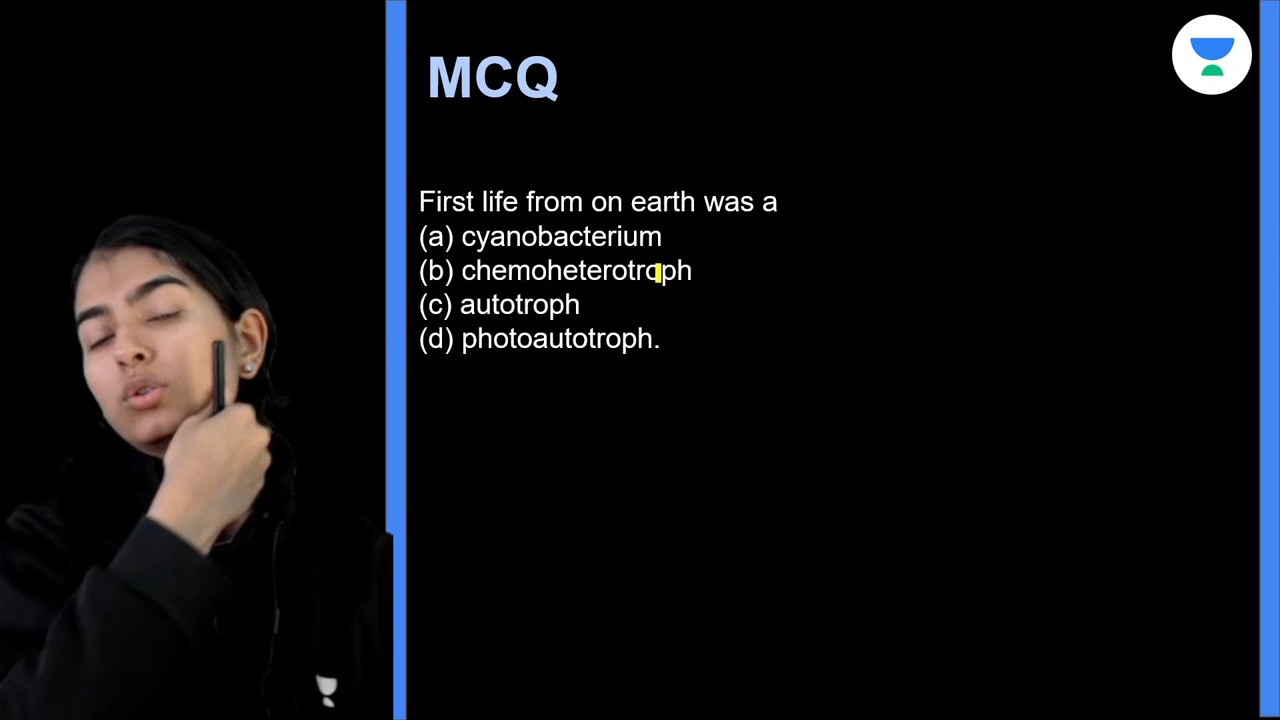 MCQ
First life from on earth was a
(a) cyanobacterium
(b) chemoheterotroph
(c) autotroph
(d) photoautotroph.